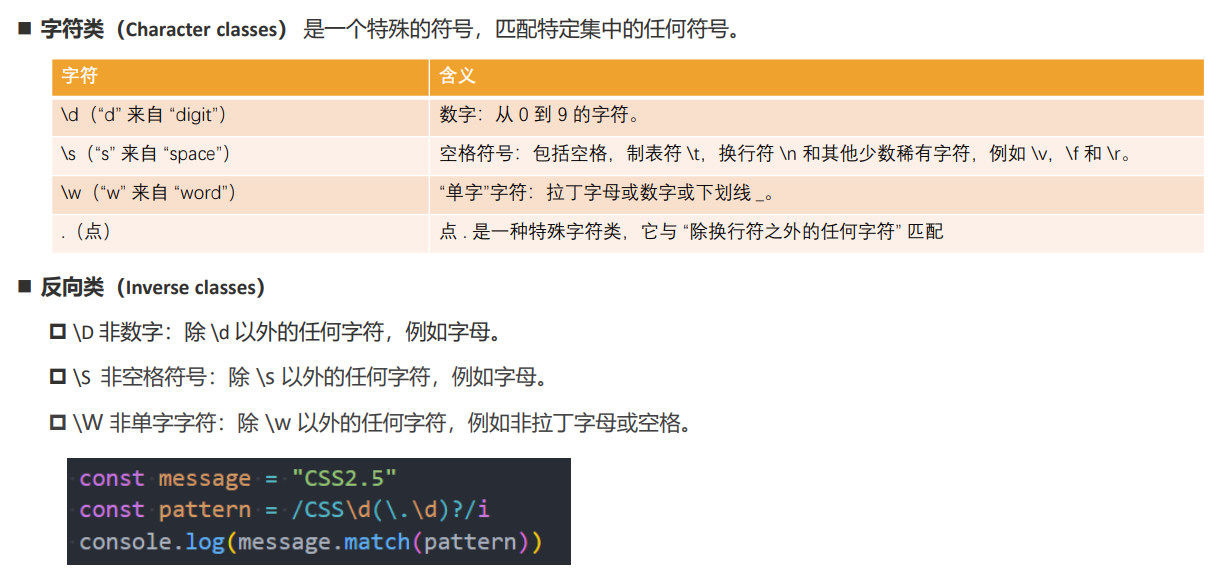 ■ 字符类（Character classes） 是一个特殊的符号，匹配特定集中的任何符号。
字符 含义
\d（“d” 来自 “digit”） 数字：从 0 到 9 的字符。
\s（“s” 来自 “space”） 空格符号：包括空格，制表符 \t，换行符 \n 和其他少数稀有字符，例如 \v，\f 和 \r。
\w（“w” 来自 “word”） “单字”字符：拉丁字母或数字或下划线 _。
.（点） 点 . 是一种特殊字符类，它与 “除换行符之外的任何字符” 匹配
■ 反向类（Inverse classes）
\D 非数字：除 \d 以外的任何字符，例如字母。
\S 非空格符号：除 \s 以外的任何字符，例如字母。
\W 非单字字符：除 \w 以外的任何字符，例如非拉丁字母或空格。
const message = "CSS2.5"
const pattern = /CSS\d(\.\d)?/i
console.log(message.match(pattern))